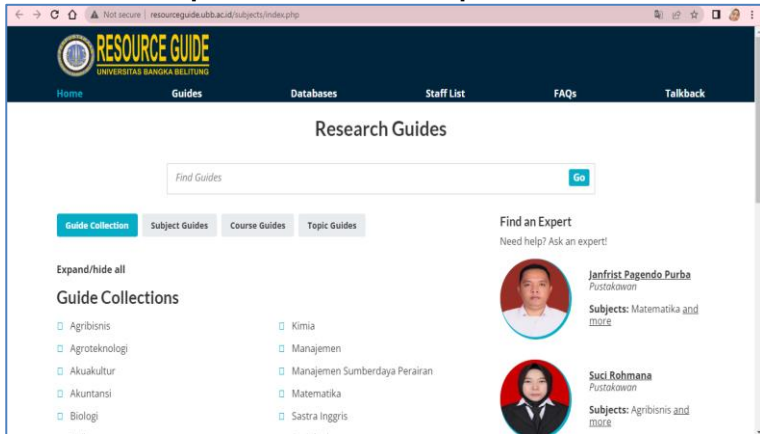 Not secure | resourceguide.ubb.ac.id/subjects/index.php
RESOURCE GUIDE
UNIVERSITAS BANGKA BELITUNG
Home Guides Databases Staff List FAQs Talkback
Research Guides
Find Guides Go
Guide Collection Subject Guides Course Guides Topic Guides
Expand/hide all
Guide Collections
Agribisnis
Agroteknologi
Akuakultur
Akuntansi
Biologi
Kimia
Manajemen
Manajemen Sumberdaya Perairan
Matematika
Sastra Inggris
Find an Expert
Need help? Ask an expert!
Janfrist Pagendo Purba
Pustakawan
Subjects: Matematika and
more
Suci Rohmana
Pustakawan
Subjects: Agribisnis and
more